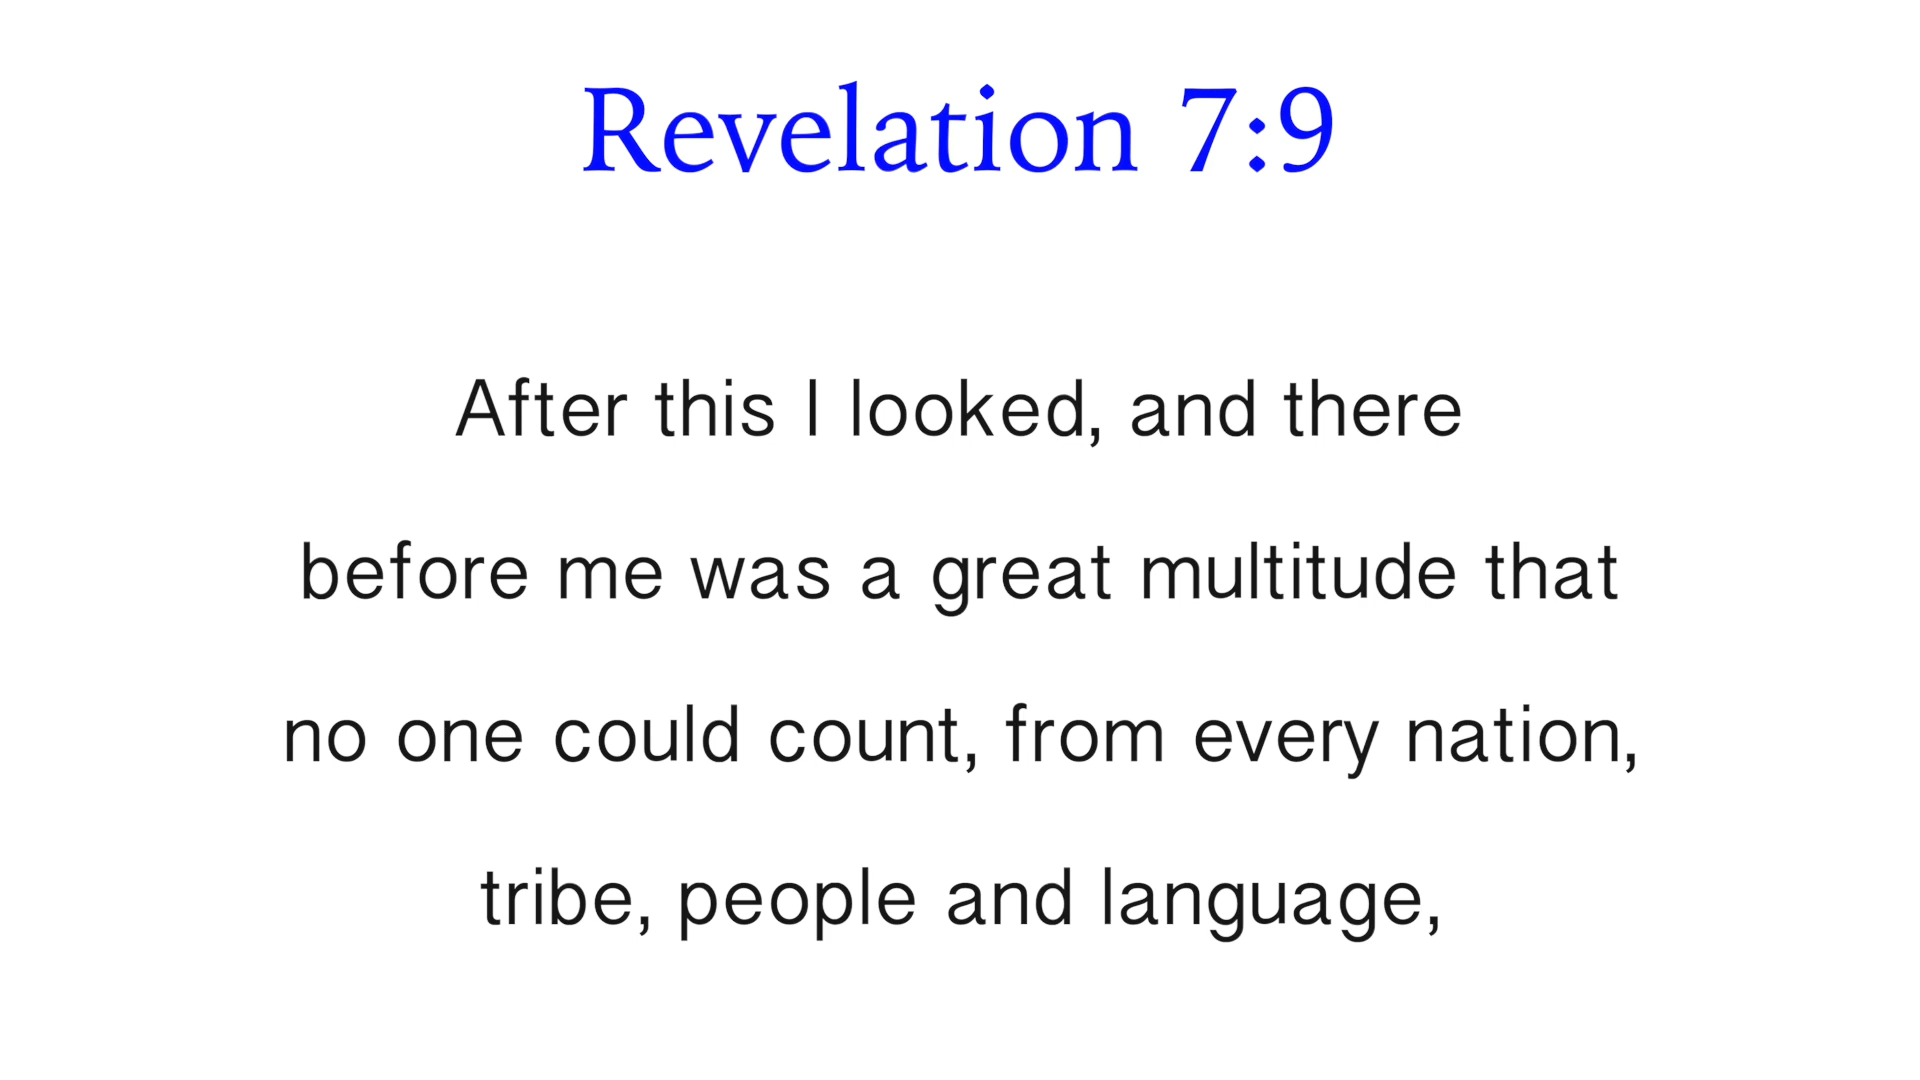 Revelation 7:9
After this I looked, and there
before me was a great multitude that
no one could count, from every nation,
tribe, people and language,